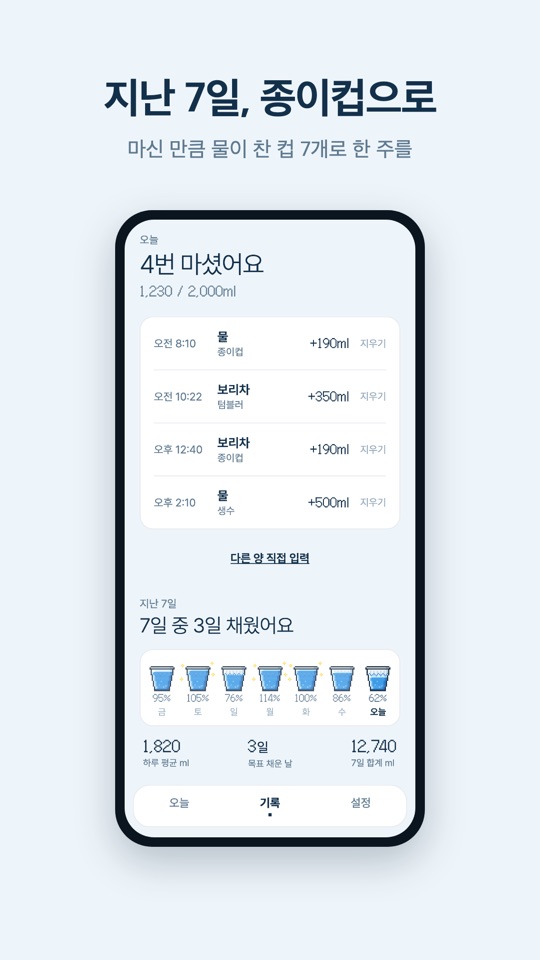 지난 7일, 종이컵으로
마신 만큼 물이 찬 컵 7개로 한 주를
오늘
4번 마셨어요
1,230 / 2,000ml
오전 8:10 물 +190ml 지우기
종이컵
오전 10:22 보리차 +350ml 지우기
텀블러
오후 12:40 보리차 +190ml 지우기
종이컵
오후 2:10 물 +500ml 지우기
생수
다른 양 직접 입력
지난 7일
7일 중 3일 채웠어요
95% 105% 76% 114% 100% 86% 62%
금 토 일 월 화 수 오늘
1,820 3일 12,740
하루 평균 ml 목표 채운 날 7일 합계 ml
오늘 기록 설정